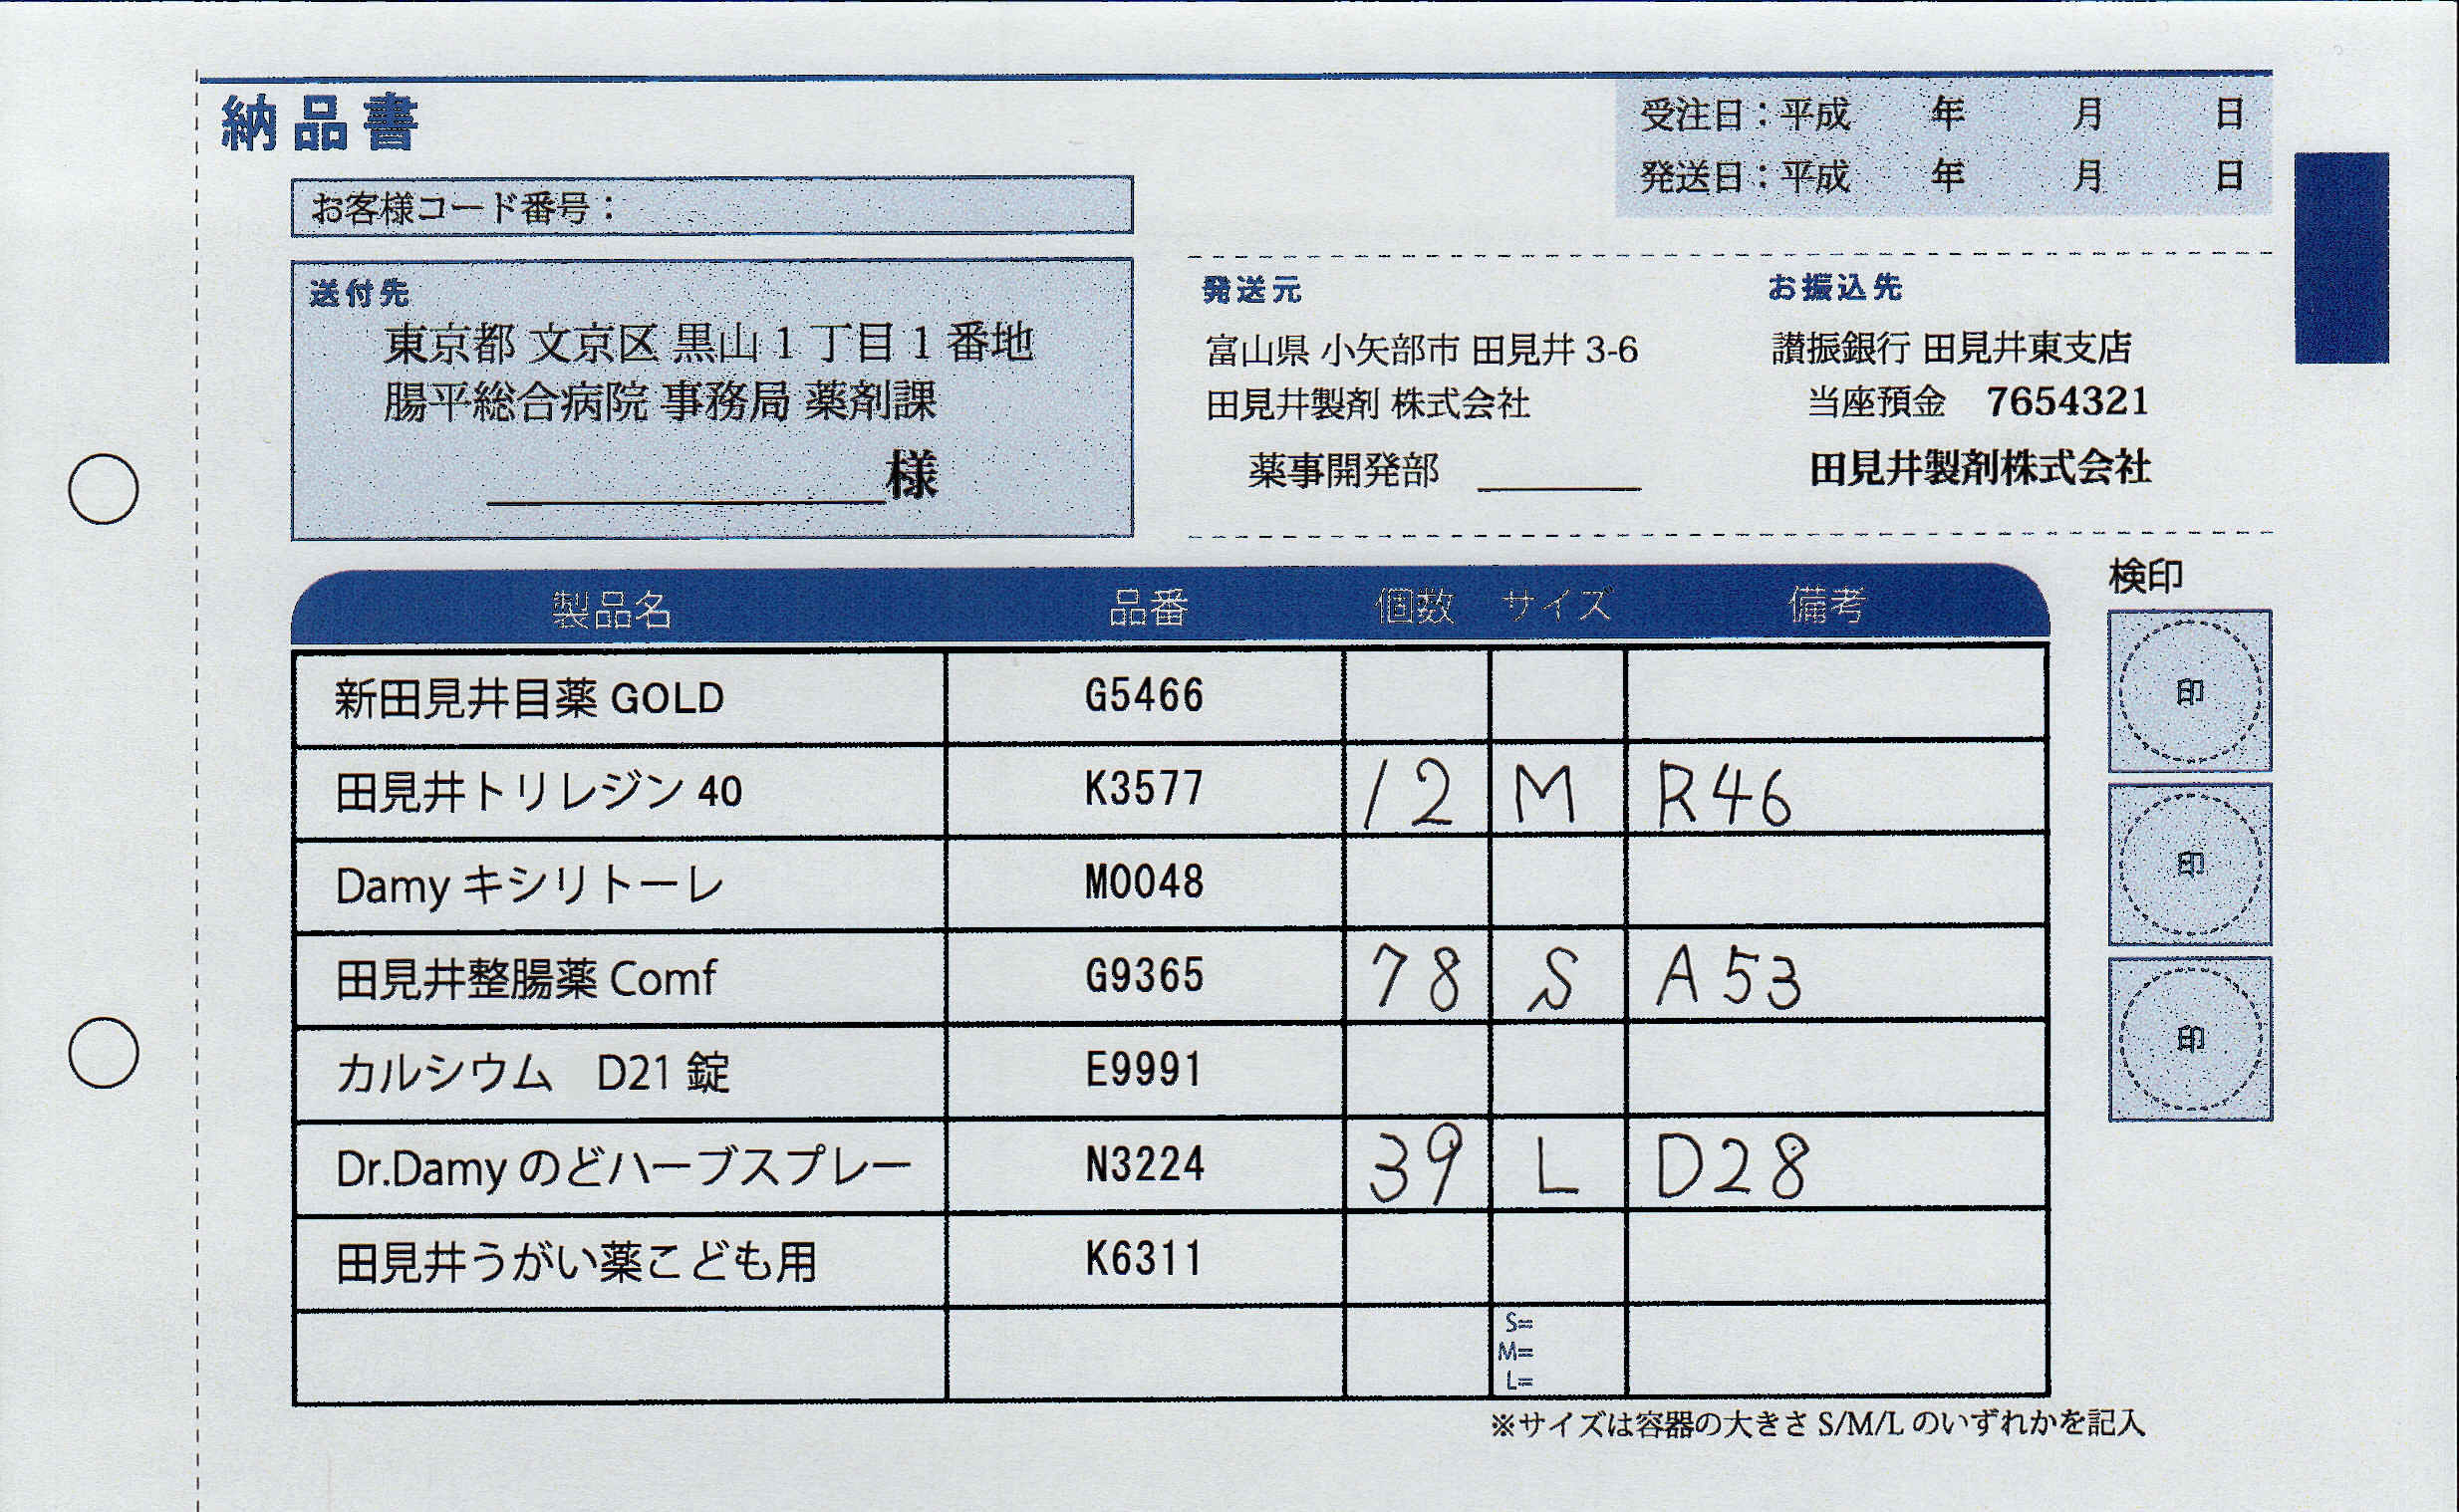 納品書
受注日：平成 年 月 日
発送日：平成 年 月 日
お客様コード番号：
送付先
東京都 文京区 黒山 1 丁目 1 番地
腸平総合病院 事務局 薬剤課
様
発送元
富山県 小矢部市 田見井 3-6
田見井製剤 株式会社
薬事開発部
お振込先
讃振銀行 田見井東支店
当座預金 7654321
田見井製剤株式会社
製品名 品番 個数 サイズ 備考
新田見井目薬 GOLD G5466
田見井トリレジン 40 K3577 12 M R46
Damy キシリトーレ M0048
田見井整腸薬 Comf G9365 78 S A53
カルシウム D21 錠 E9991
Dr.Damy のどハーブスプレー N3224 39 L D28
田見井うがい薬こども用 K6311
S=
M=
L=
※サイズは容器の大きさ S/M/L のいずれかを記入
検印
印
印
印